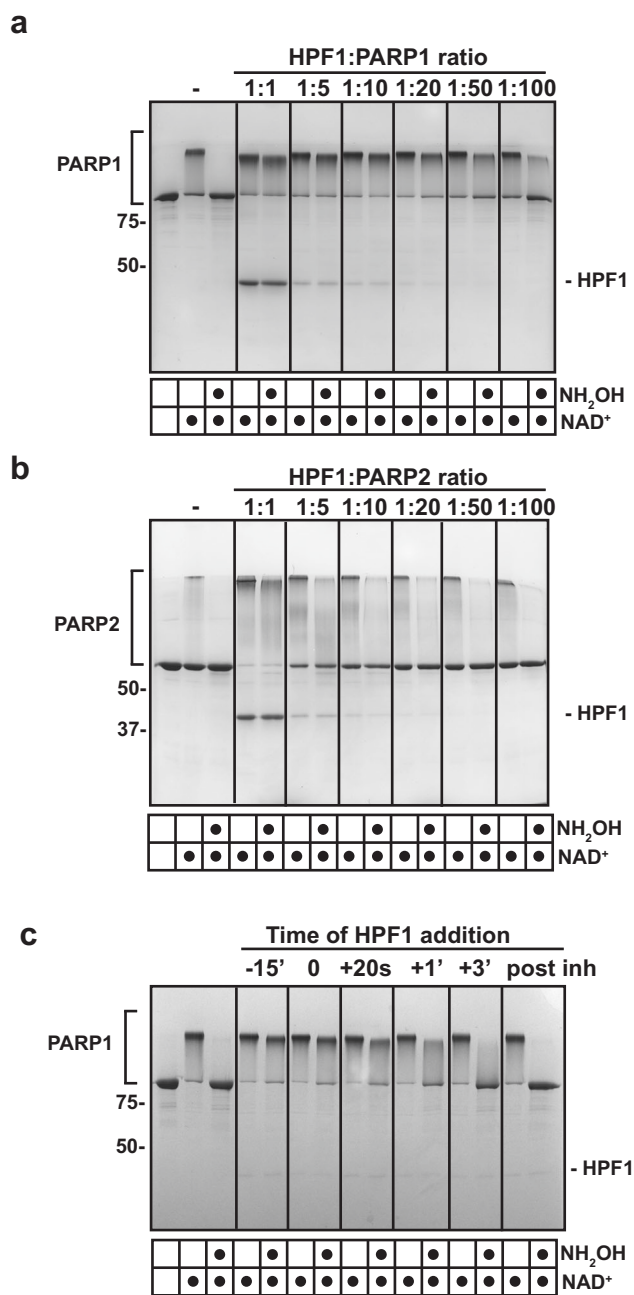 a
HPF1:PARP1 ratio
- 1:1 1:5 1:10 1:20 1:50 1:100
PARP1
75-
50-
- HPF1
NH₂OH
NAD⁺
b
HPF1:PARP2 ratio
- 1:1 1:5 1:10 1:20 1:50 1:100
PARP2
50-
37-
- HPF1
NH₂OH
NAD⁺
c
Time of HPF1 addition
-15’ 0 +20s +1’ +3’ post inh
PARP1
75-
50-
- HPF1
NH₂OH
NAD⁺